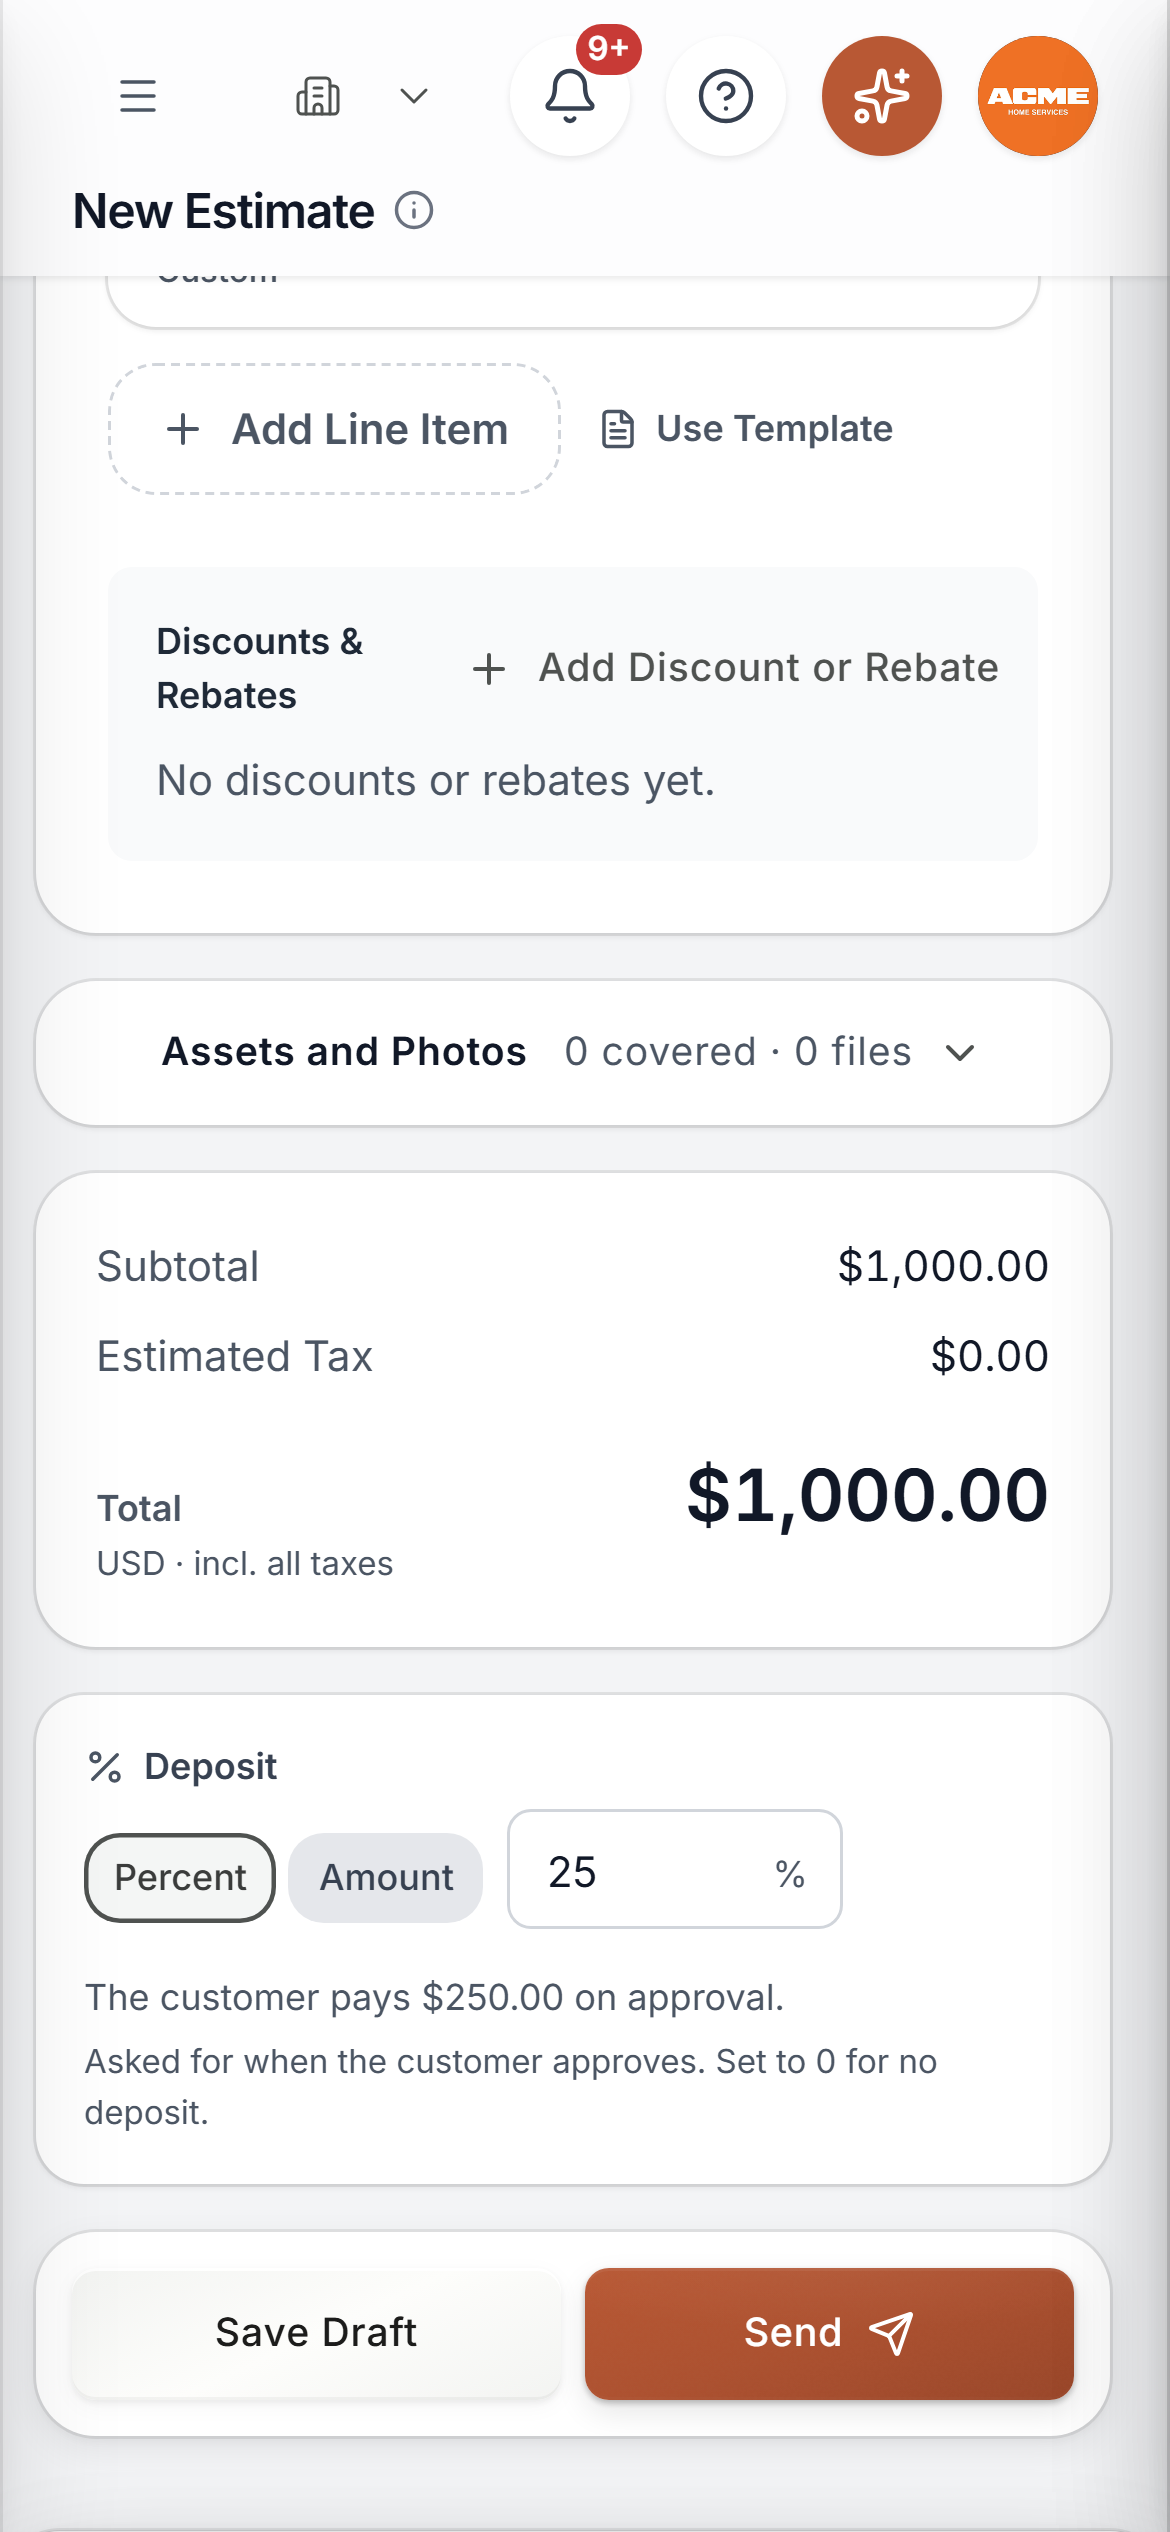 9+
ACME
HOME SERVICES
New Estimate
Custom
Add Line Item
Use Template
Discounts &
Rebates
Add Discount or Rebate
No discounts or rebates yet.
Assets and Photos 0 covered · 0 files
Subtotal $1,000.00
Estimated Tax $0.00
Total $1,000.00
USD · incl. all taxes
Deposit
Percent Amount 25 %
The customer pays $250.00 on approval.
Asked for when the customer approves. Set to 0 for no
deposit.
Save Draft Send